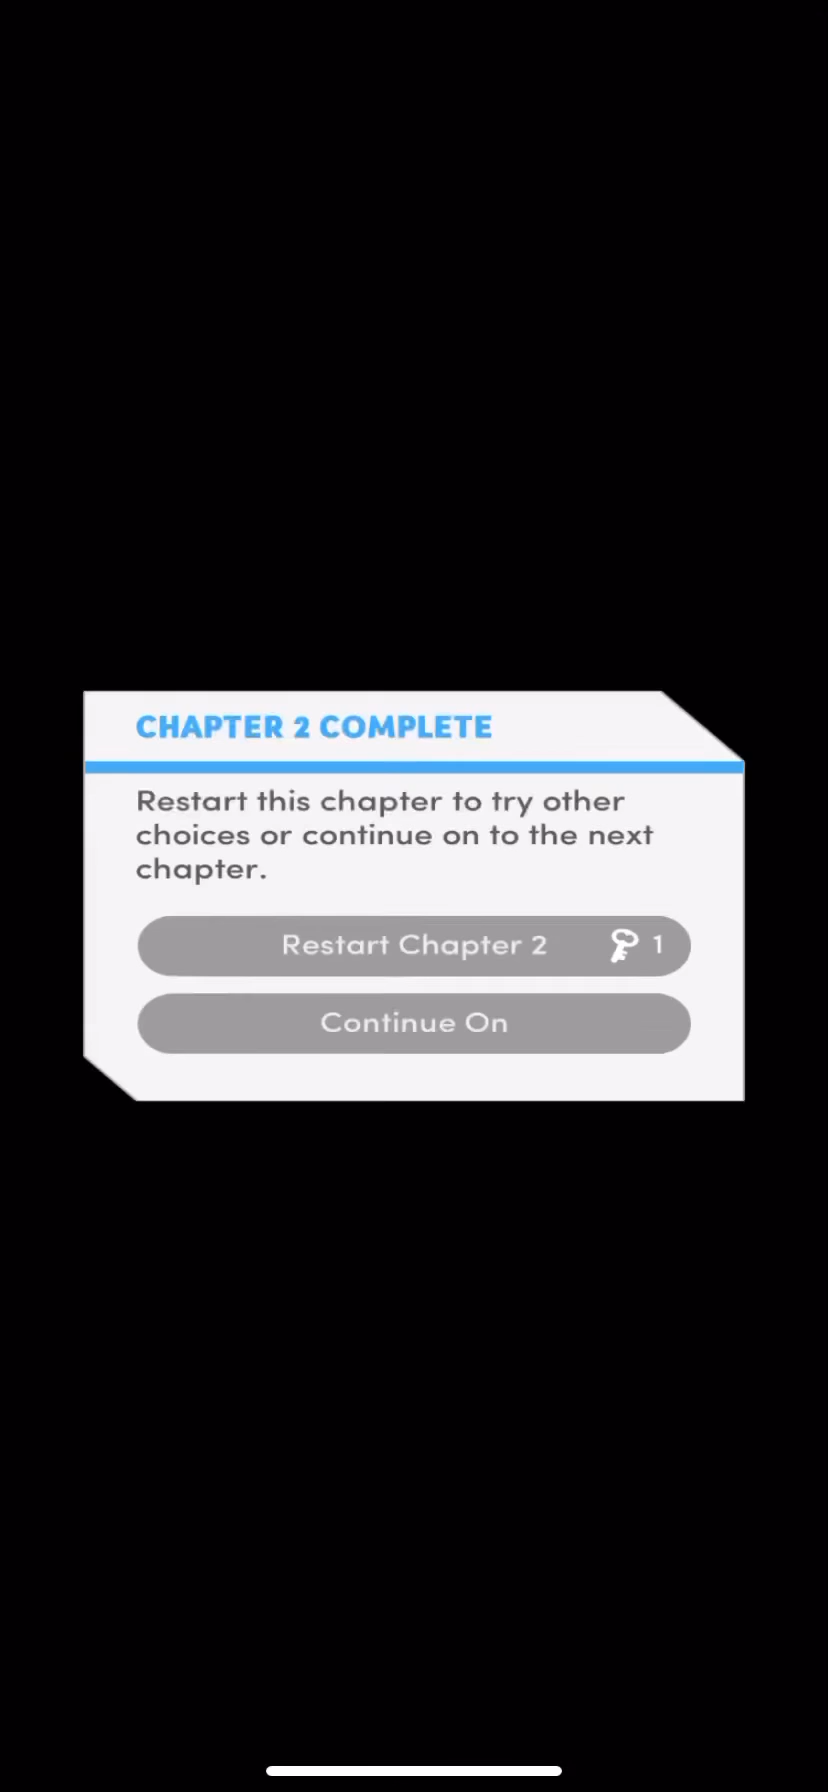 CHAPTER 2 COMPLETE
Restart this chapter to try other
choices or continue on to the next
chapter.
Restart Chapter 2 1
Continue On